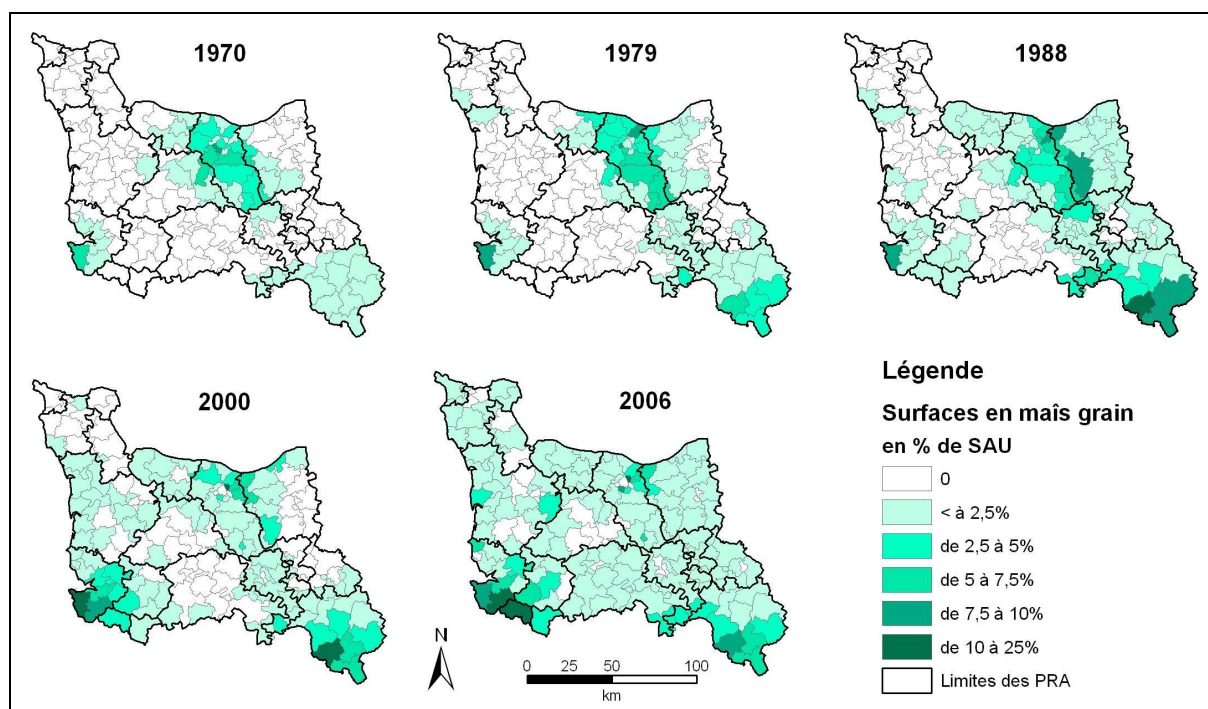 1970
1979
1988
2000
2006
Légende
Surfaces en maîs grain
en % de SAU
0
< à 2,5%
de 2,5 à 5%
de 5 à 7,5%
de 7,5 à 10%
de 10 à 25%
Limites des PRA
N
0 25 50 100
km